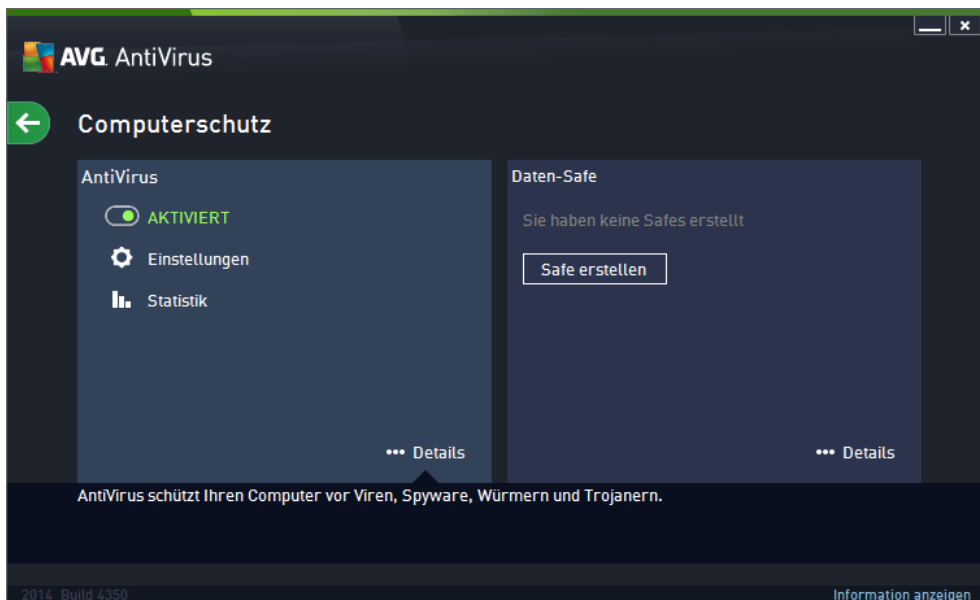 AVG. AntiVirus
Computerschutz
AntiVirus
AKTIVIERT
Einstellungen
Statistik
Details
Daten-Safe
Sie haben keine Safes erstellt
Safe erstellen
Details
AntiVirus schützt Ihren Computer vor Viren, Spyware, Würmern und Trojanern.
2014 Build 4350
Information anzeigen